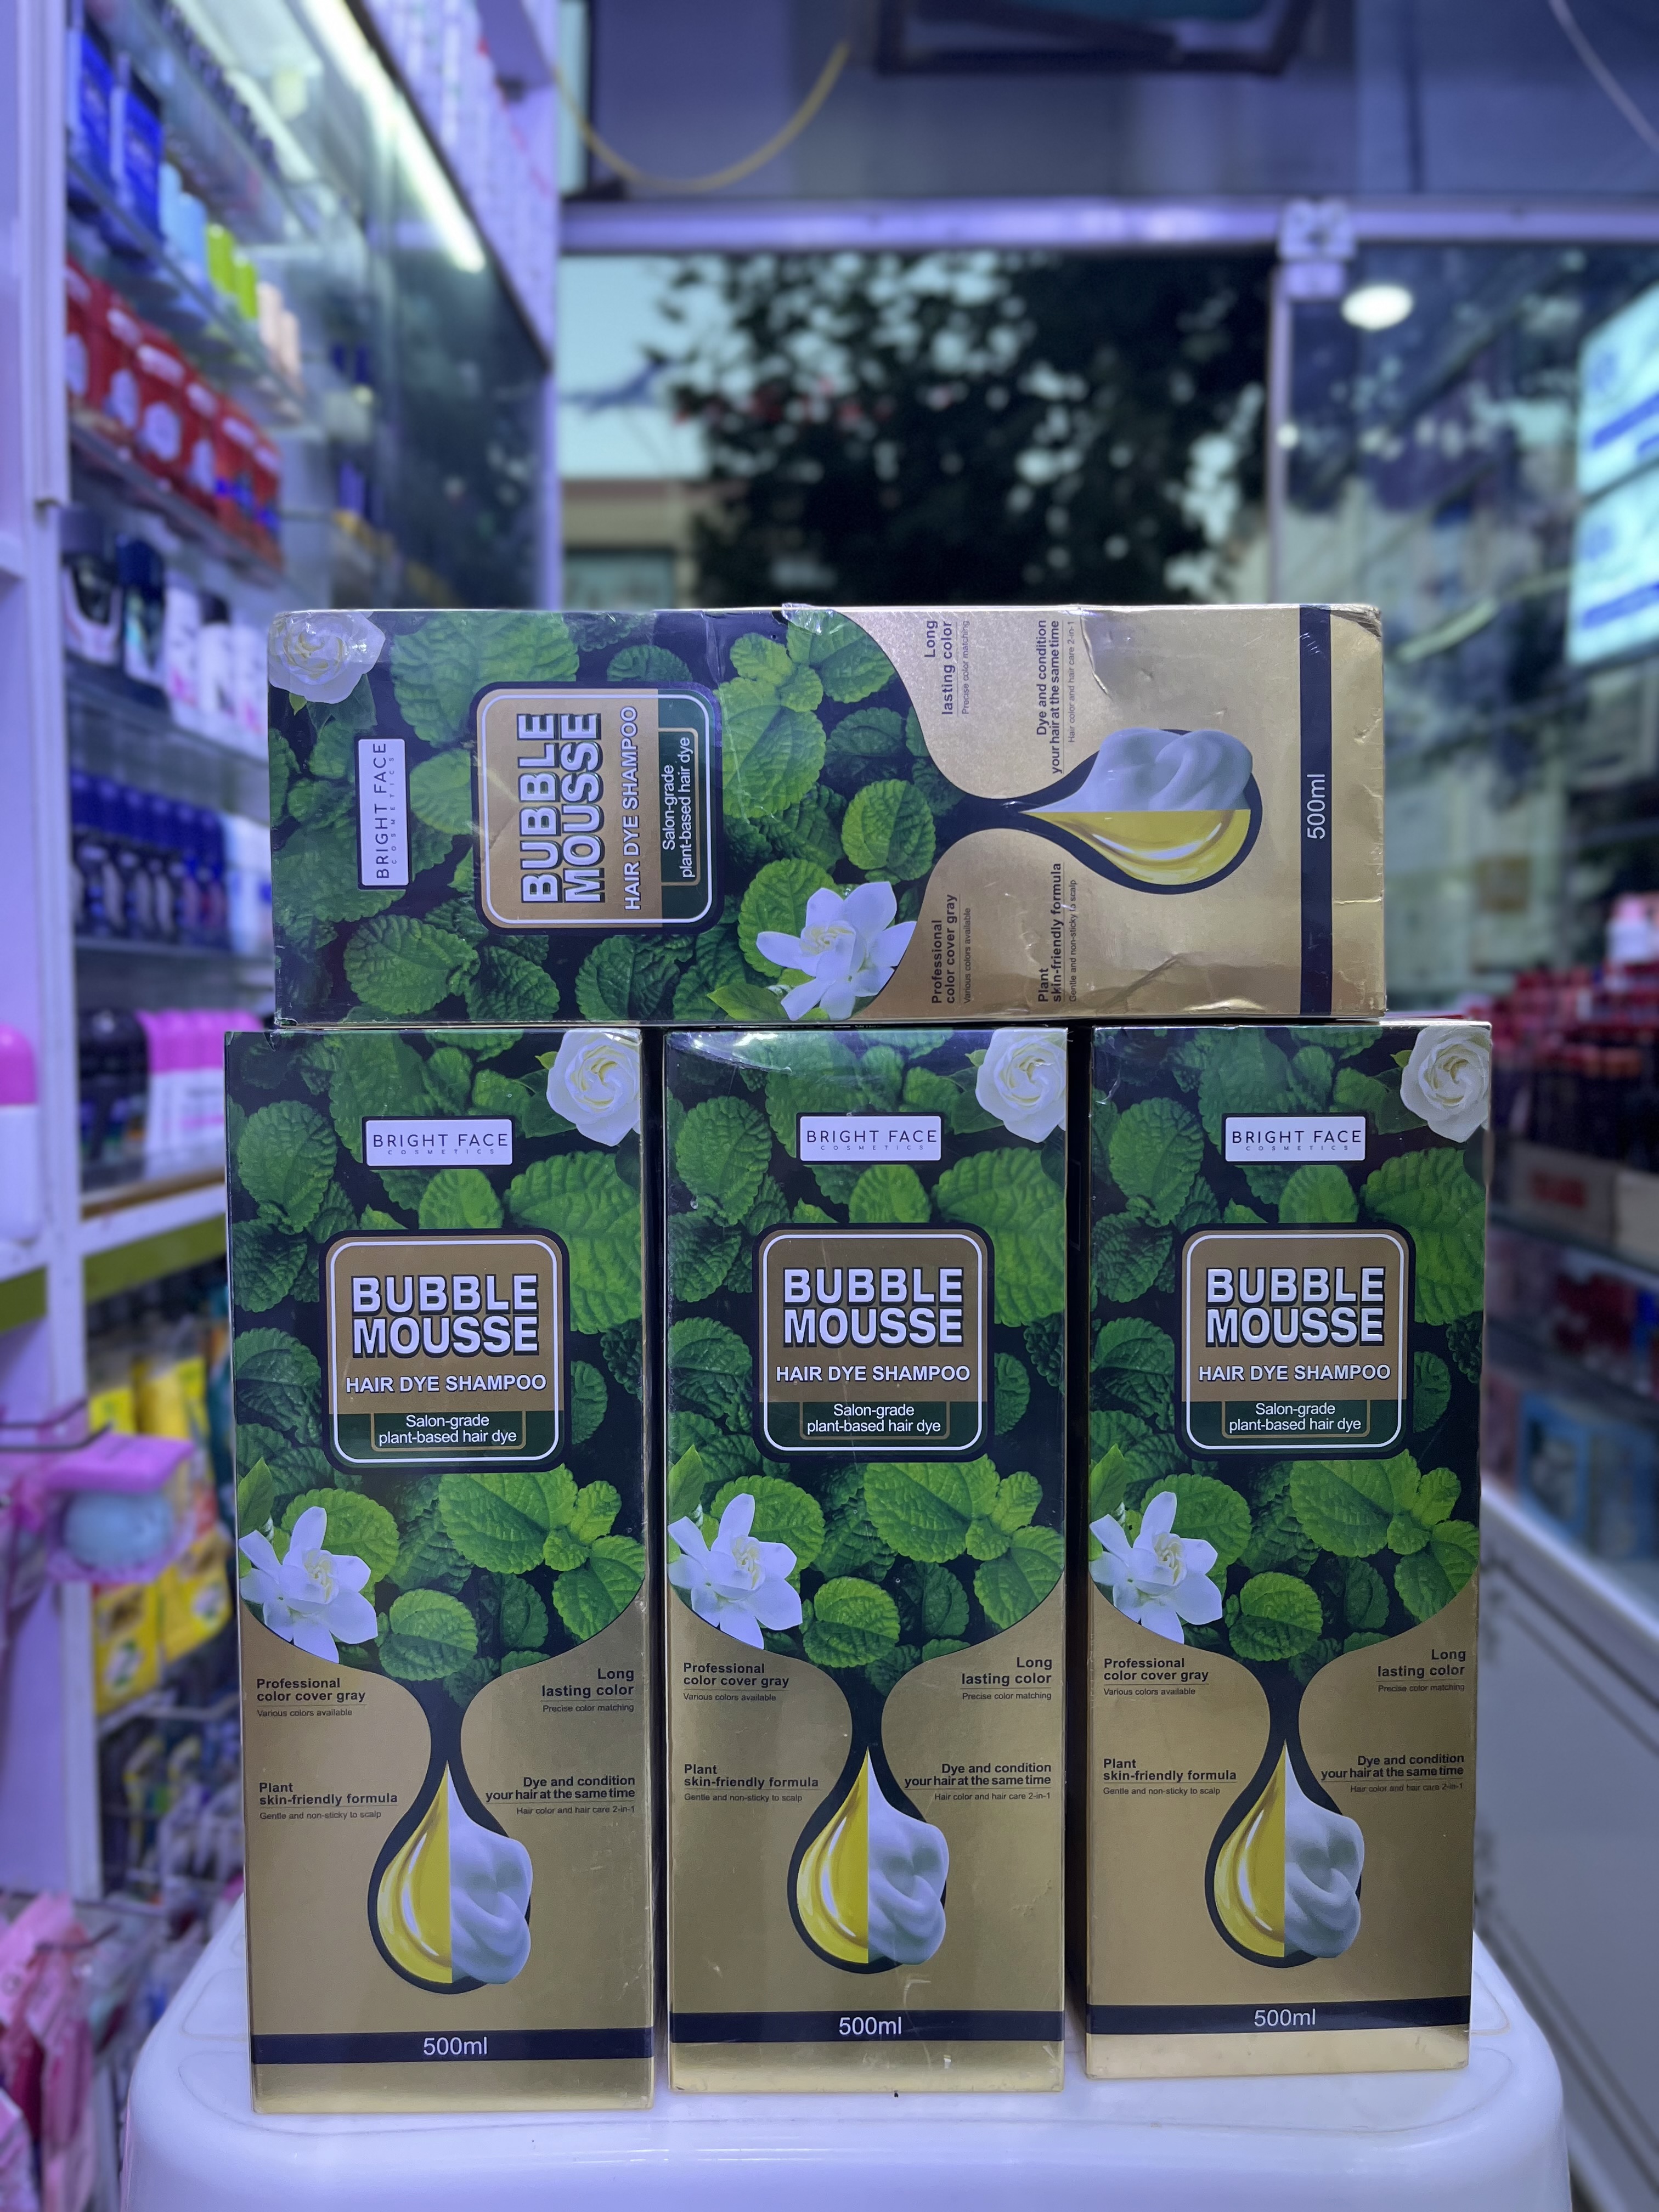 BRIGHT FACE
COSMETICS
BUBBLE
MOUSSE
HAIR DYE SHAMPOO
Salon-grade
plant-based hair dye
Professional
color cover gray
Various colors available
Long
lasting color
Precise color matching
Plant
skin-friendly formula
Gentle and non-sticky to scalp
Dye and condition
your hair at the same time
Hair color and hair care 2-in-1
500ml
BRIGHT FACE
COSMETICS
BUBBLE
MOUSSE
HAIR DYE SHAMPOO
Salon-grade
plant-based hair dye
Professional
color cover gray
Various colors available
Long
lasting color
Precise color matching
Plant
skin-friendly formula
Gentle and non-sticky to scalp
Dye and condition
your hair at the same time
Hair color and hair care 2-in-1
500ml
BRIGHT FACE
COSMETICS
BUBBLE
MOUSSE
HAIR DYE SHAMPOO
Salon-grade
plant-based hair dye
Professional
color cover gray
Various colors available
Long
lasting color
Precise color matching
Plant
skin-friendly formula
Gentle and non-sticky to scalp
Dye and condition
your hair at the same time
Hair color and hair care 2-in-1
500ml
BRIGHT FACE
COSMETICS
BUBBLE
MOUSSE
HAIR DYE SHAMPOO
Salon-grade
plant-based hair dye
Professional
color cover gray
Various colors available
Long
lasting color
Precise color matching
Plant
skin-friendly formula
Gentle and non-sticky to scalp
Dye and condition
your hair at the same time
Hair color and hair care 2-in-1
500ml